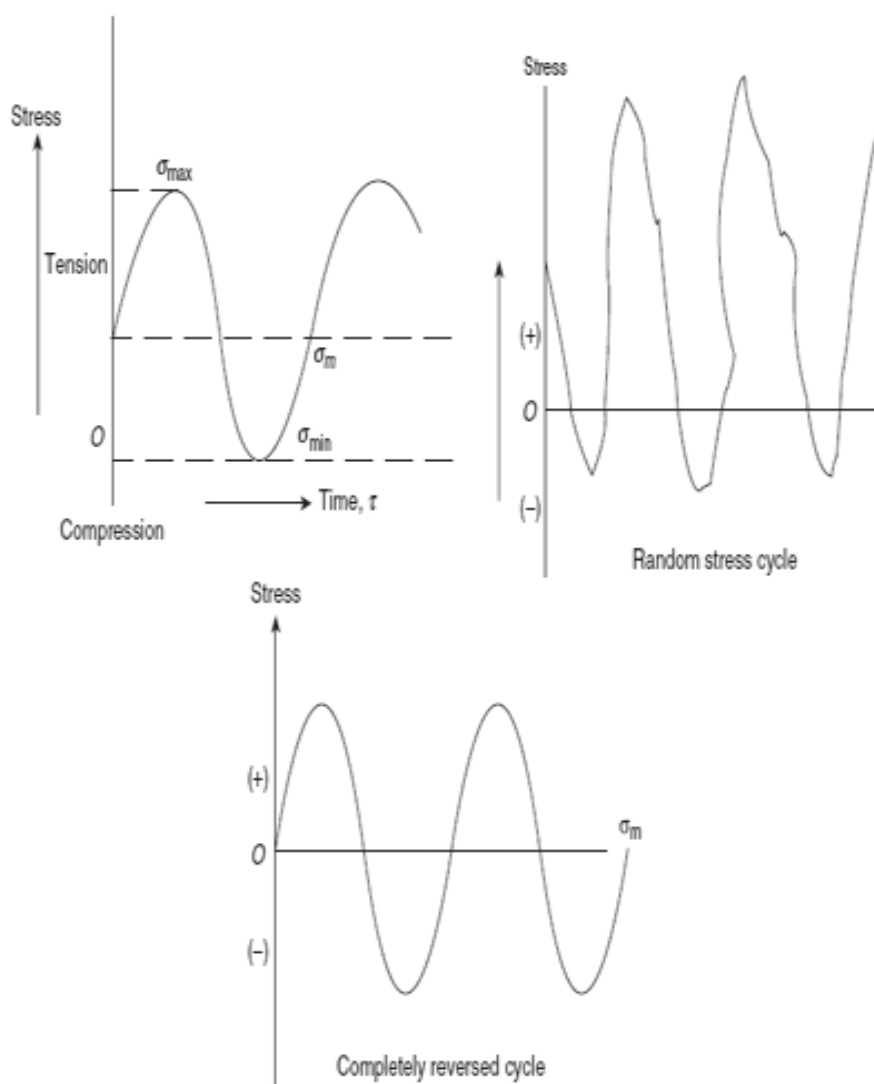 Stress
σmax
Tension
σm
O
σmin
Time, τ
Compression
Stress
(+)
O
(–)
Random stress cycle
Stress
(+)
O
σm
(–)
Completely reversed cycle